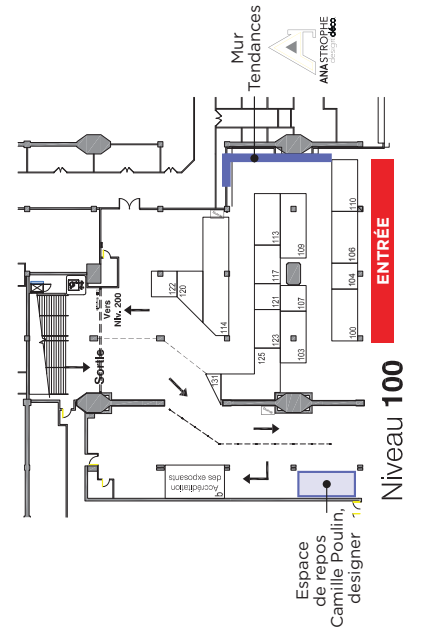 Mur
Tendances
ANASTROPHE
design déco
ENTRÉE
Niveau 100
Sortie
Vers
Niv. 200
122
120
114
113
117
121
123
125
131
109
107
103
110
106
104
100
Accréditation
des exposants
Espace
de repos
Camille Poulin,
designer